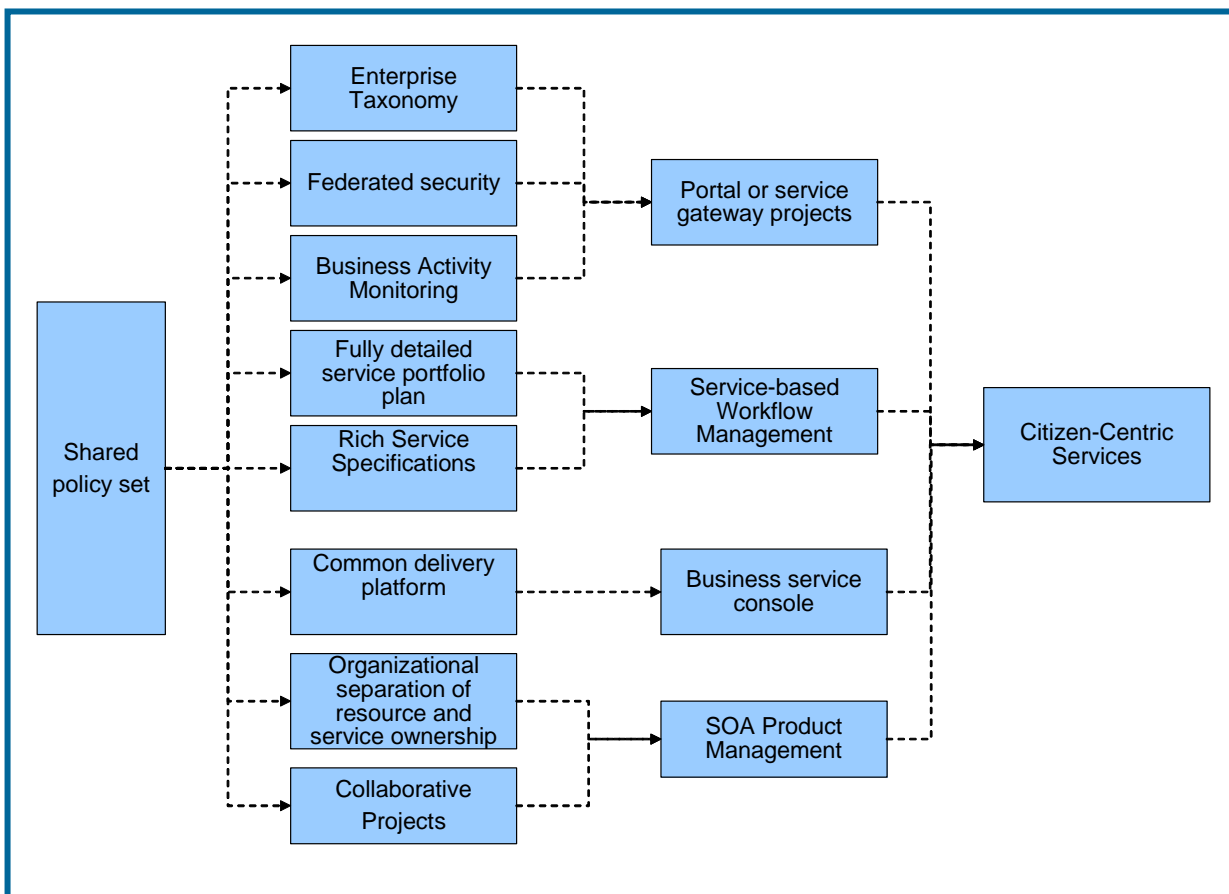 Shared
policy set
Enterprise
Taxonomy
Federated security
Business Activity
Monitoring
Fully detailed
service portfolio
plan
Rich Service
Specifications
Common delivery
platform
Organizational
separation of
resource and
service ownership
Collaborative
Projects
Portal or service
gateway projects
Service-based
Workflow
Management
Business service
console
SOA Product
Management
Citizen-Centric
Services